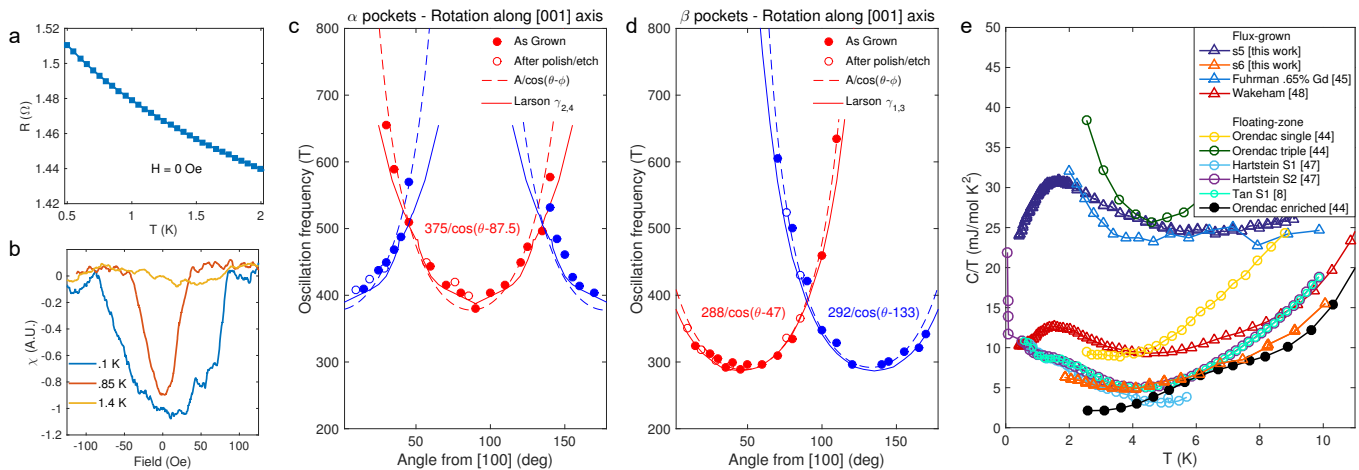 a
1.52
1.5
1.48
1.46
1.44
1.42
R (Ω)
H = 0 Oe
0.5
1
1.5
2
T (K)
b
0
-0.2
-0.4
-0.6
-0.8
-1
-1.2
χ (A.U.)
.1 K
.85 K
1.4 K
-100
-50
0
50
100
Field (Oe)
c
α pockets - Rotation along [001] axis
800
700
600
500
400
300
200
Oscillation frequency (T)
As Grown
After polish/etch
A/cos(θ-ϕ)
Larson γ2,4
375/cos(θ-87.5)
0
50
100
150
Angle from [100] (deg)
d
β pockets - Rotation along [001] axis
800
700
600
500
400
300
200
Oscillation frequency (T)
As Grown
After polish/etch
A/cos(θ-ϕ)
Larson γ1,3
288/cos(θ-47)
292/cos(θ-133)
0
50
100
150
Angle from [100] (deg)
e
50
45
40
35
30
25
20
15
10
5
0
C/T (mJ/mol K2)
Flux-grown
s5 [this work]
s6 [this work]
Fuhrman .65% Gd [45]
Wakeham [48]
Floating-zone
Orendac single [44]
Orendac triple [44]
Hartstein S1 [47]
Hartstein S2 [47]
Tan S1 [8]
Orendac enriched [44]
0
2
4
6
8
10
T (K)